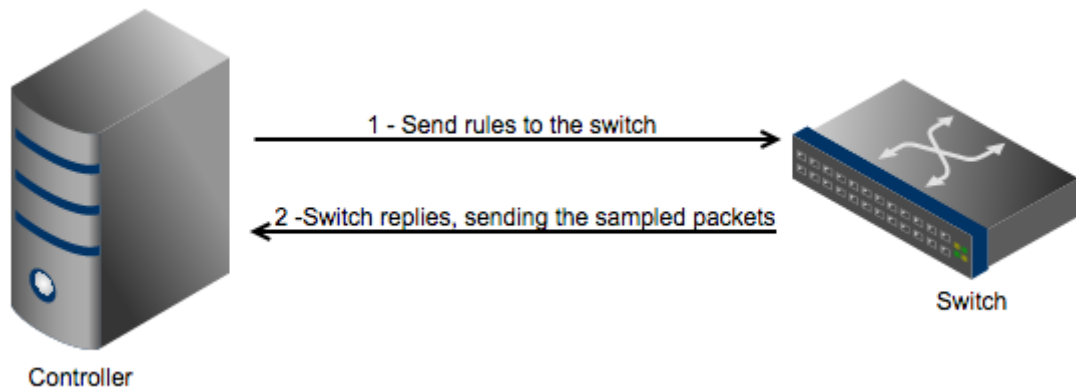 1 - Send rules to the switch
2 -Switch replies, sending the sampled packets
Switch
Controller